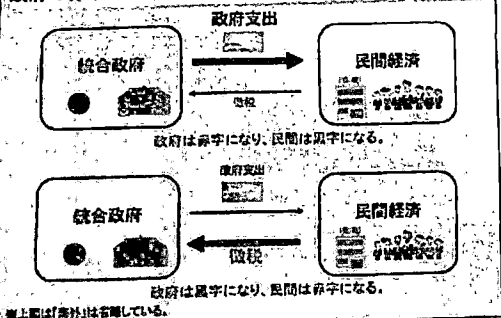 政府支出
統合政府
民間経済
徴税
政府は赤字になり、民間は黒字になる。
政府支出
統合政府
民間経済
徴税
政府は黒字になり、民間は赤字になる。
※上図は「海外」は省略している。